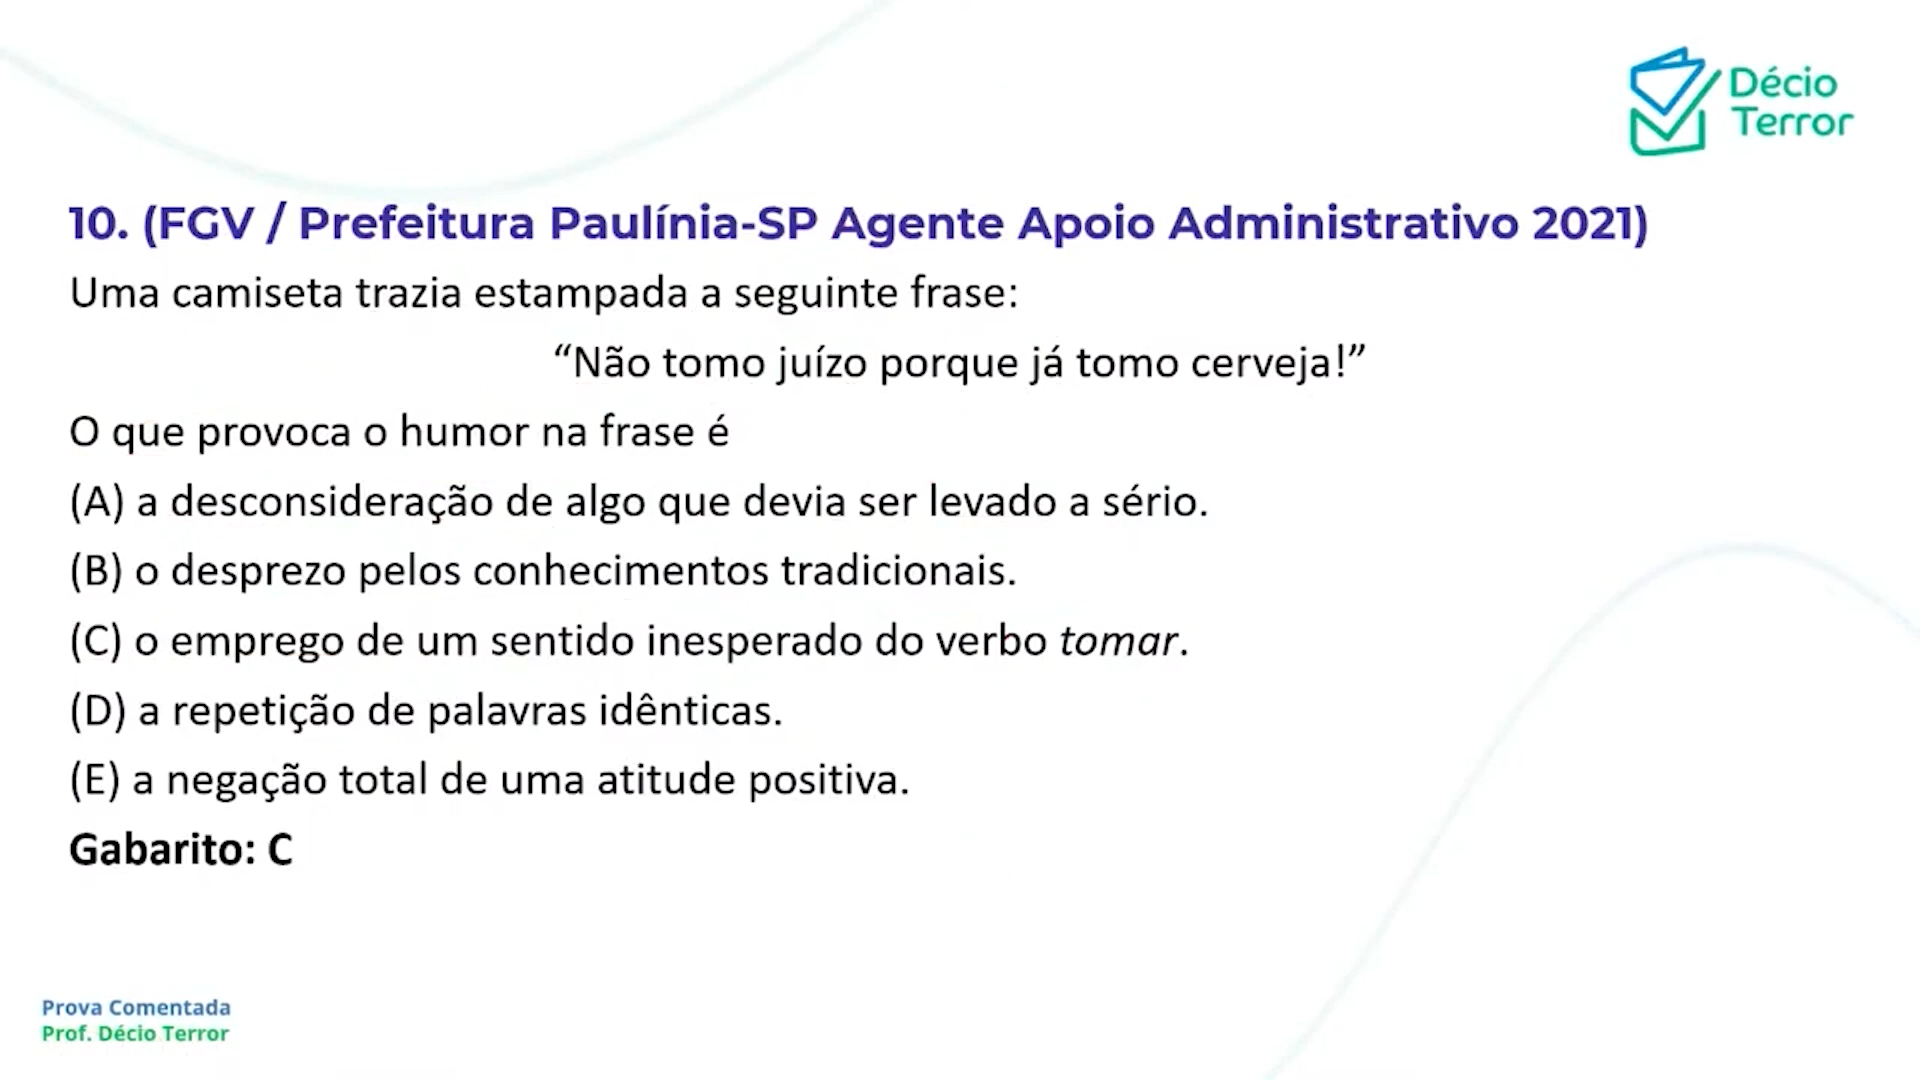 Décio
Terror
10. (FGV / Prefeitura Paulínia-SP Agente Apoio Administrativo 2021)
Uma camiseta trazia estampada a seguinte frase:
“Não tomo juízo porque já tomo cerveja!”
O que provoca o humor na frase é
(A) a desconsideração de algo que devia ser levado a sério.
(B) o desprezo pelos conhecimentos tradicionais.
(C) o emprego de um sentido inesperado do verbo tomar.
(D) a repetição de palavras idênticas.
(E) a negação total de uma atitude positiva.
Gabarito: C
Prova Comentada
Prof. Décio Terror